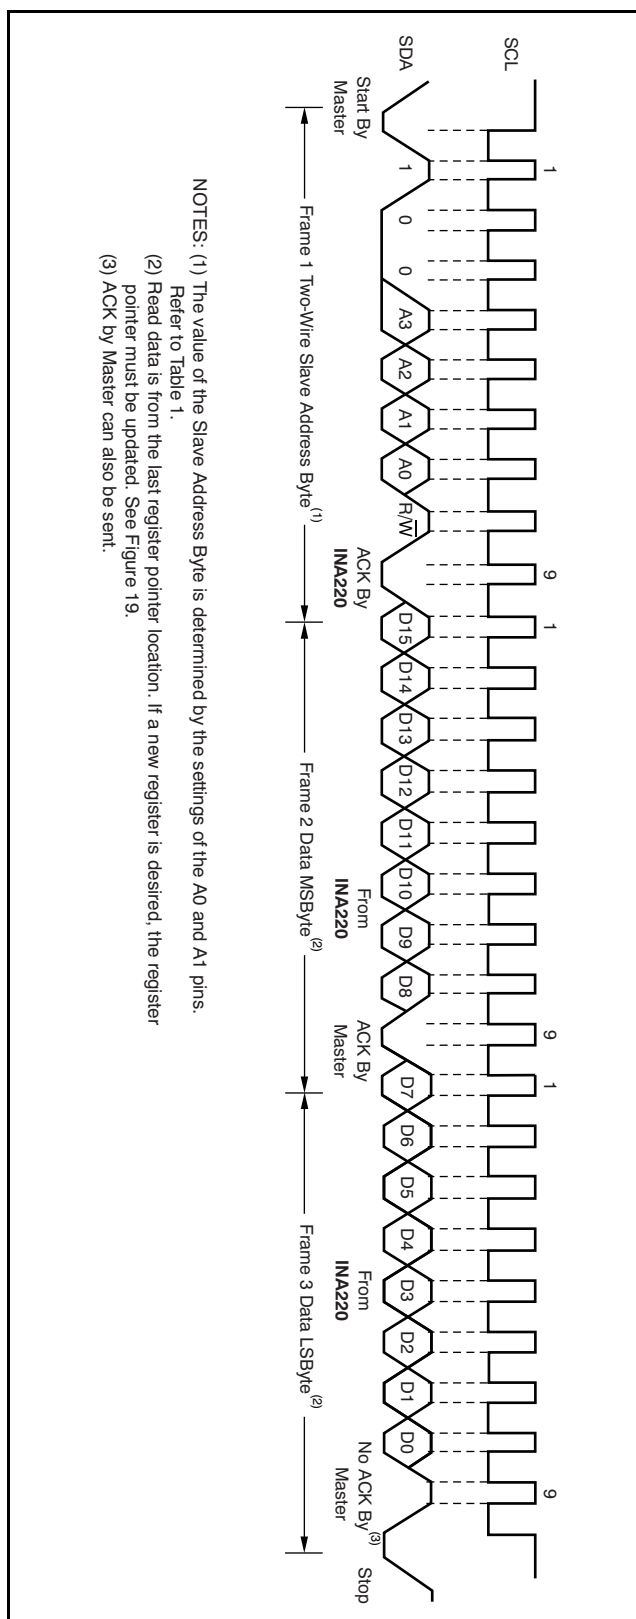 1 9 1 9 1 9
SCL
SDA
1 0 0 A3 A2 A1 A0 R/W D15 D14 D13 D12 D11 D10 D9 D8 D7 D6 D5 D4 D3 D2 D1 D0
Start By
Master
ACK By
INA220
From
INA220
ACK By
Master
From
INA220
No ACK By(3)
Master
Stop
Frame 1 Two-Wire Slave Address Byte(1)
Frame 2 Data MSByte(2)
Frame 3 Data LSByte(2)
NOTES: (1) The value of the Slave Address Byte is determined by the settings of the A0 and A1 pins.
Refer to Table 1.
(2) Read data is from the last register pointer location. If a new register is desired, the register
pointer must be updated. See Figure 19.
(3) ACK by Master can also be sent.